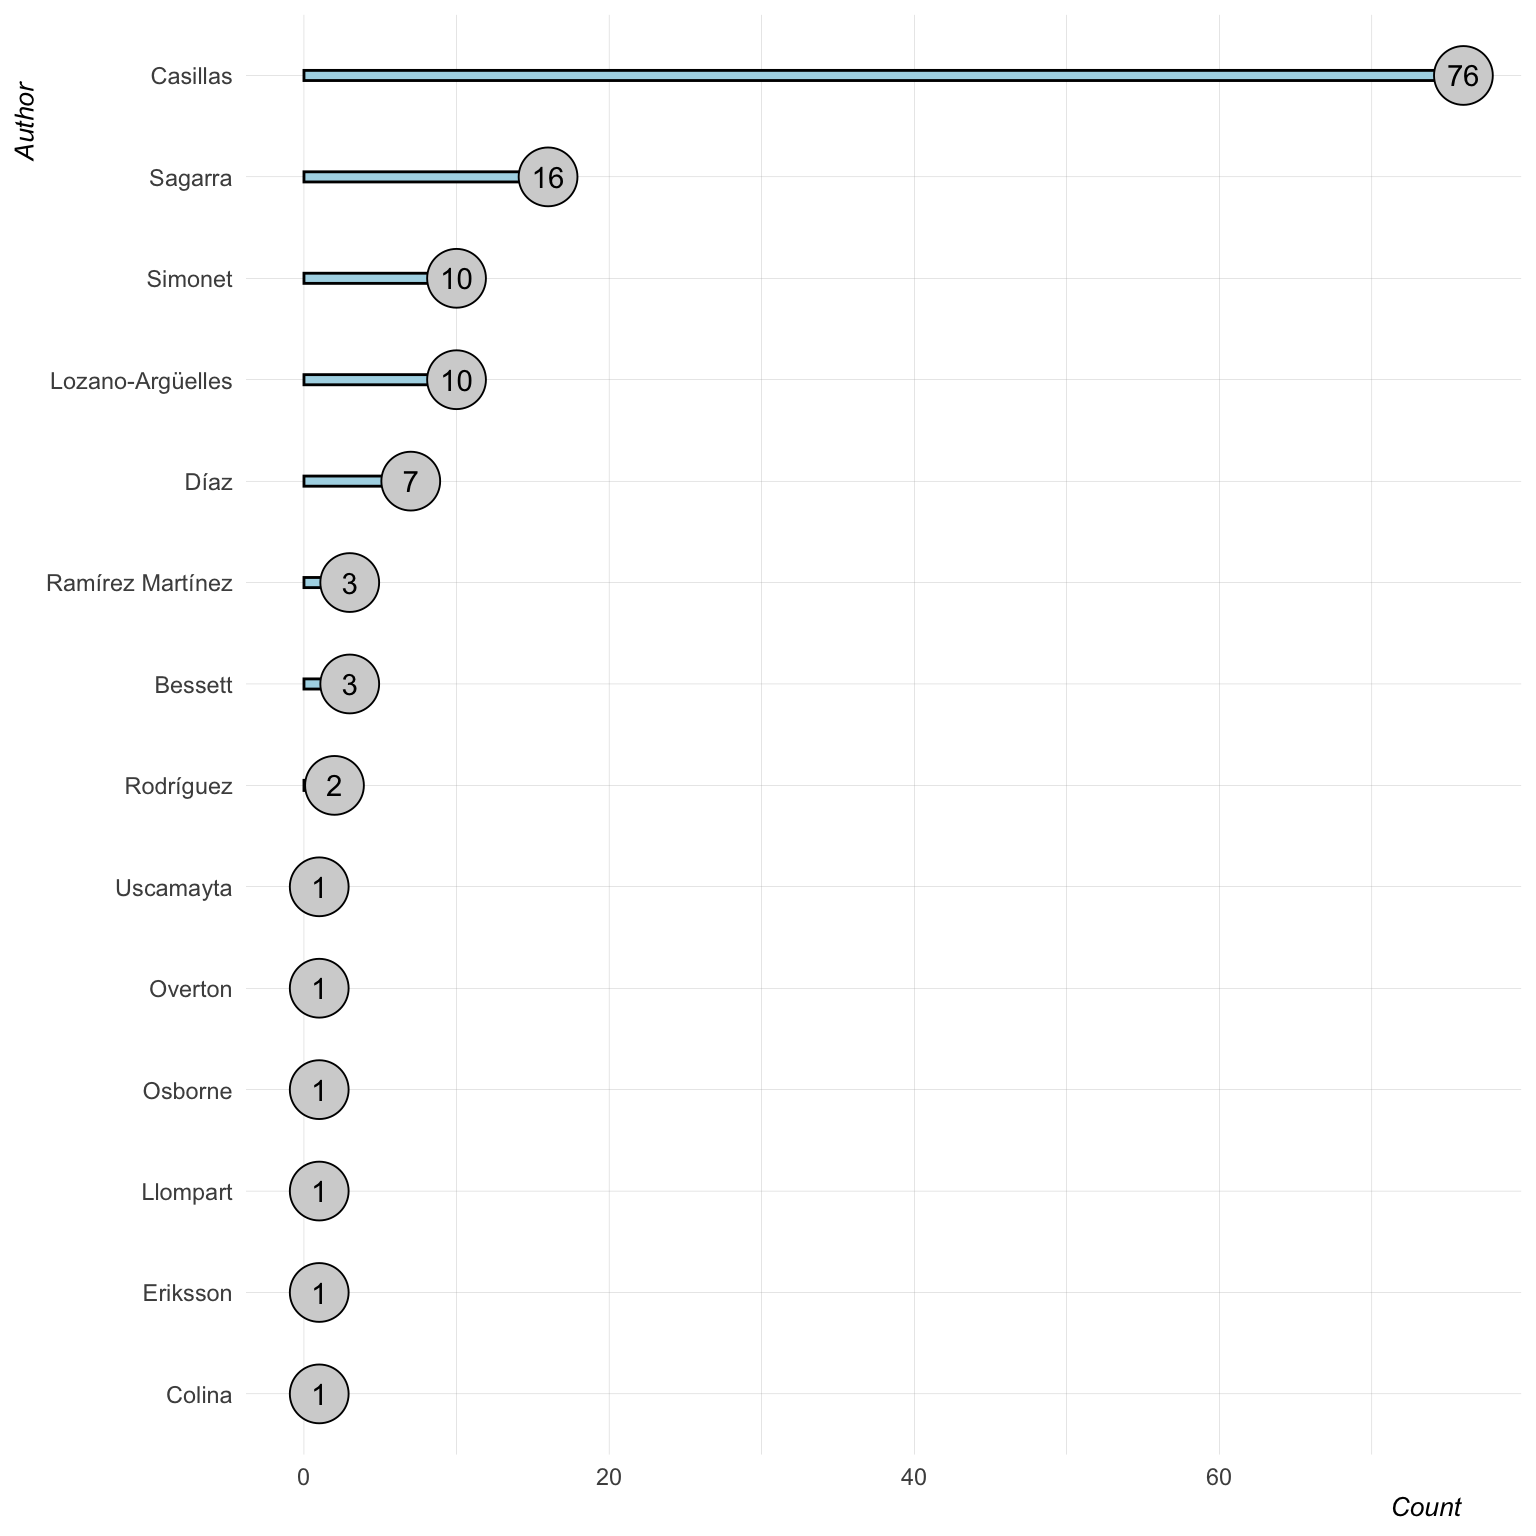 Author
Casillas 76
Sagarra 16
Simonet 10
Lozano-Argüelles 10
Díaz 7
Ramírez Martínez 3
Bessett 3
Rodríguez 2
Uscamayta 1
Overton 1
Osborne 1
Llompart 1
Eriksson 1
Colina 1
0 20 40 60
Count